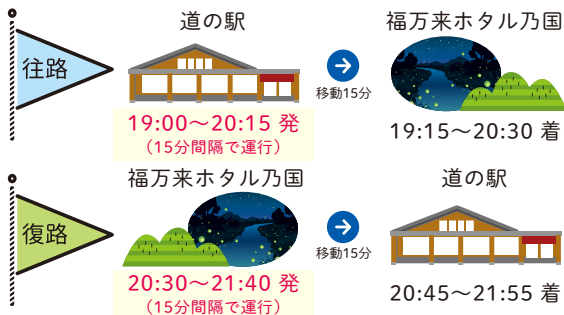 往路
道の駅
移動15分
福万来ホタル乃国
19:00〜20:15 発
（15分間隔で運行）
19:15〜20:30 着
復路
福万来ホタル乃国
移動15分
道の駅
20:30〜21:40 発
（15分間隔で運行）
20:45〜21:55 着